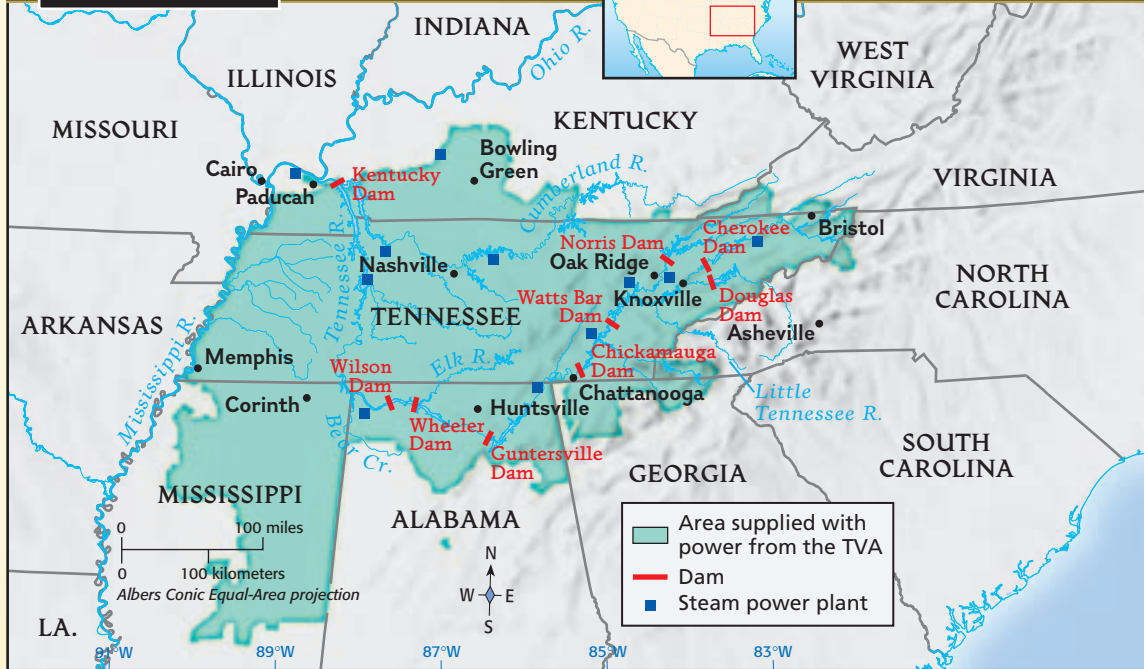 INDIANA
Ohio R.
WEST
VIRGINIA
ILLINOIS
MISSOURI
KENTUCKY
Bowling
Green
Cairo
Paducah
Kentucky
Dam
Cumberland R.
VIRGINIA
Tennessee R.
Nashville
Norris Dam
Oak Ridge
Cherokee
Dam
Bristol
Knoxville
NORTH
CAROLINA
Watts Bar
Dam
Douglas
Dam
Asheville
ARKANSAS
TENNESSEE
Mississippi R.
Memphis
Wilson
Dam
Elk R.
Chickamauga
Dam
Chattanooga
Little
Tennessee R.
Corinth
Huntsville
Wheeler
Dam
Bear Cr.
Guntersville
Dam
GEORGIA
SOUTH
CAROLINA
MISSISSIPPI
ALABAMA
0 100 miles
0 100 kilometers
Albers Conic Equal-Area projection
N
W E
S
Area supplied with
power from the TVA
Dam
Steam power plant
LA.
91°W 89°W 87°W 85°W 83°W